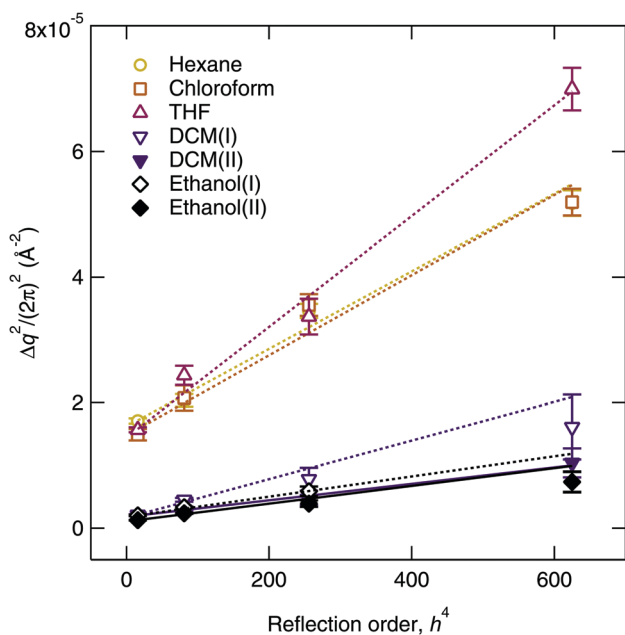 8x10⁻⁵
Hexane
Chloroform
THF
DCM(I)
DCM(II)
Ethanol(I)
Ethanol(II)
6
4
2
0
Δq²/(2π)² (Å⁻²)
0 200 400 600
Reflection order, h⁴